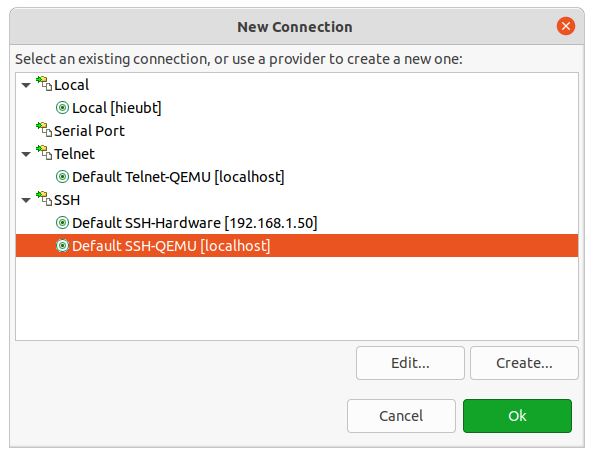 New Connection
Select an existing connection, or use a provider to create a new one:
Local
Local [hieubt]
Serial Port
Telnet
Default Telnet-QEMU [localhost]
SSH
Default SSH-Hardware [192.168.1.50]
Default SSH-QEMU [localhost]
Edit... Create...
Cancel Ok